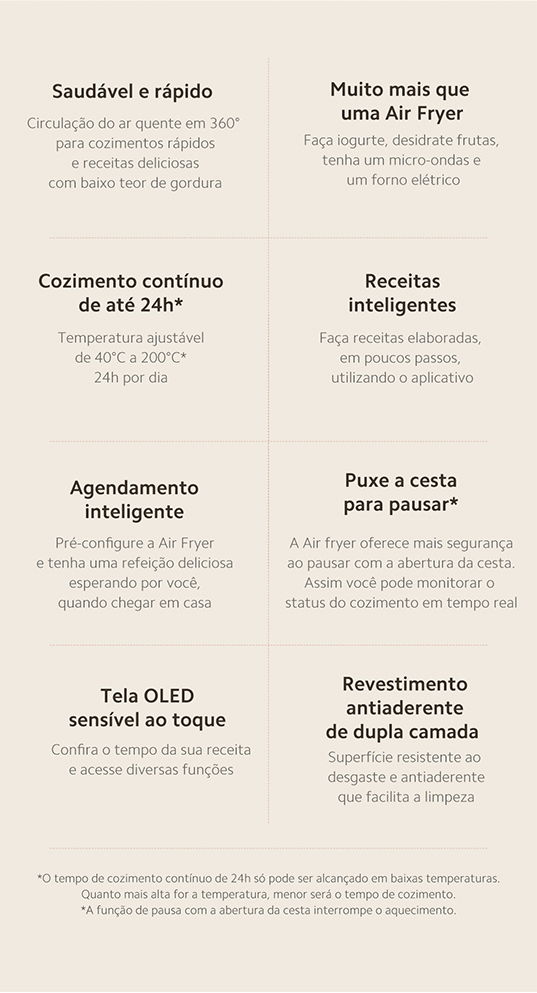 Saudável e rápido
Circulação do ar quente em 360°
para cozimentos rápidos
e receitas deliciosas
com baixo teor de gordura
Muito mais que
uma Air Fryer
Faça iogurte, desidrate frutas,
tenha um micro-ondas e
um forno elétrico
Cozimento contínuo
de até 24h*
Temperatura ajustável
de 40°C a 200°C*
24h por dia
Receitas
inteligentes
Faça receitas elaboradas,
em poucos passos,
utilizando o aplicativo
Agendamento
inteligente
Pré-configure a Air Fryer
e tenha uma refeição deliciosa
esperando por você,
quando chegar em casa
Puxe a cesta
para pausar*
A Air fryer oferece mais segurança
ao pausar com a abertura da cesta.
Assim você pode monitorar o
status do cozimento em tempo real
Tela OLED
sensível ao toque
Confira o tempo da sua receita
e acesse diversas funções
Revestimento
antiaderente
de dupla camada
Superfície resistente ao
desgaste e antiaderente
que facilita a limpeza
*O tempo de cozimento contínuo de 24h só pode ser alcançado em baixas temperaturas.
Quanto mais alta for a temperatura, menor será o tempo de cozimento.
*A função de pausa com a abertura da cesta interrompe o aquecimento.